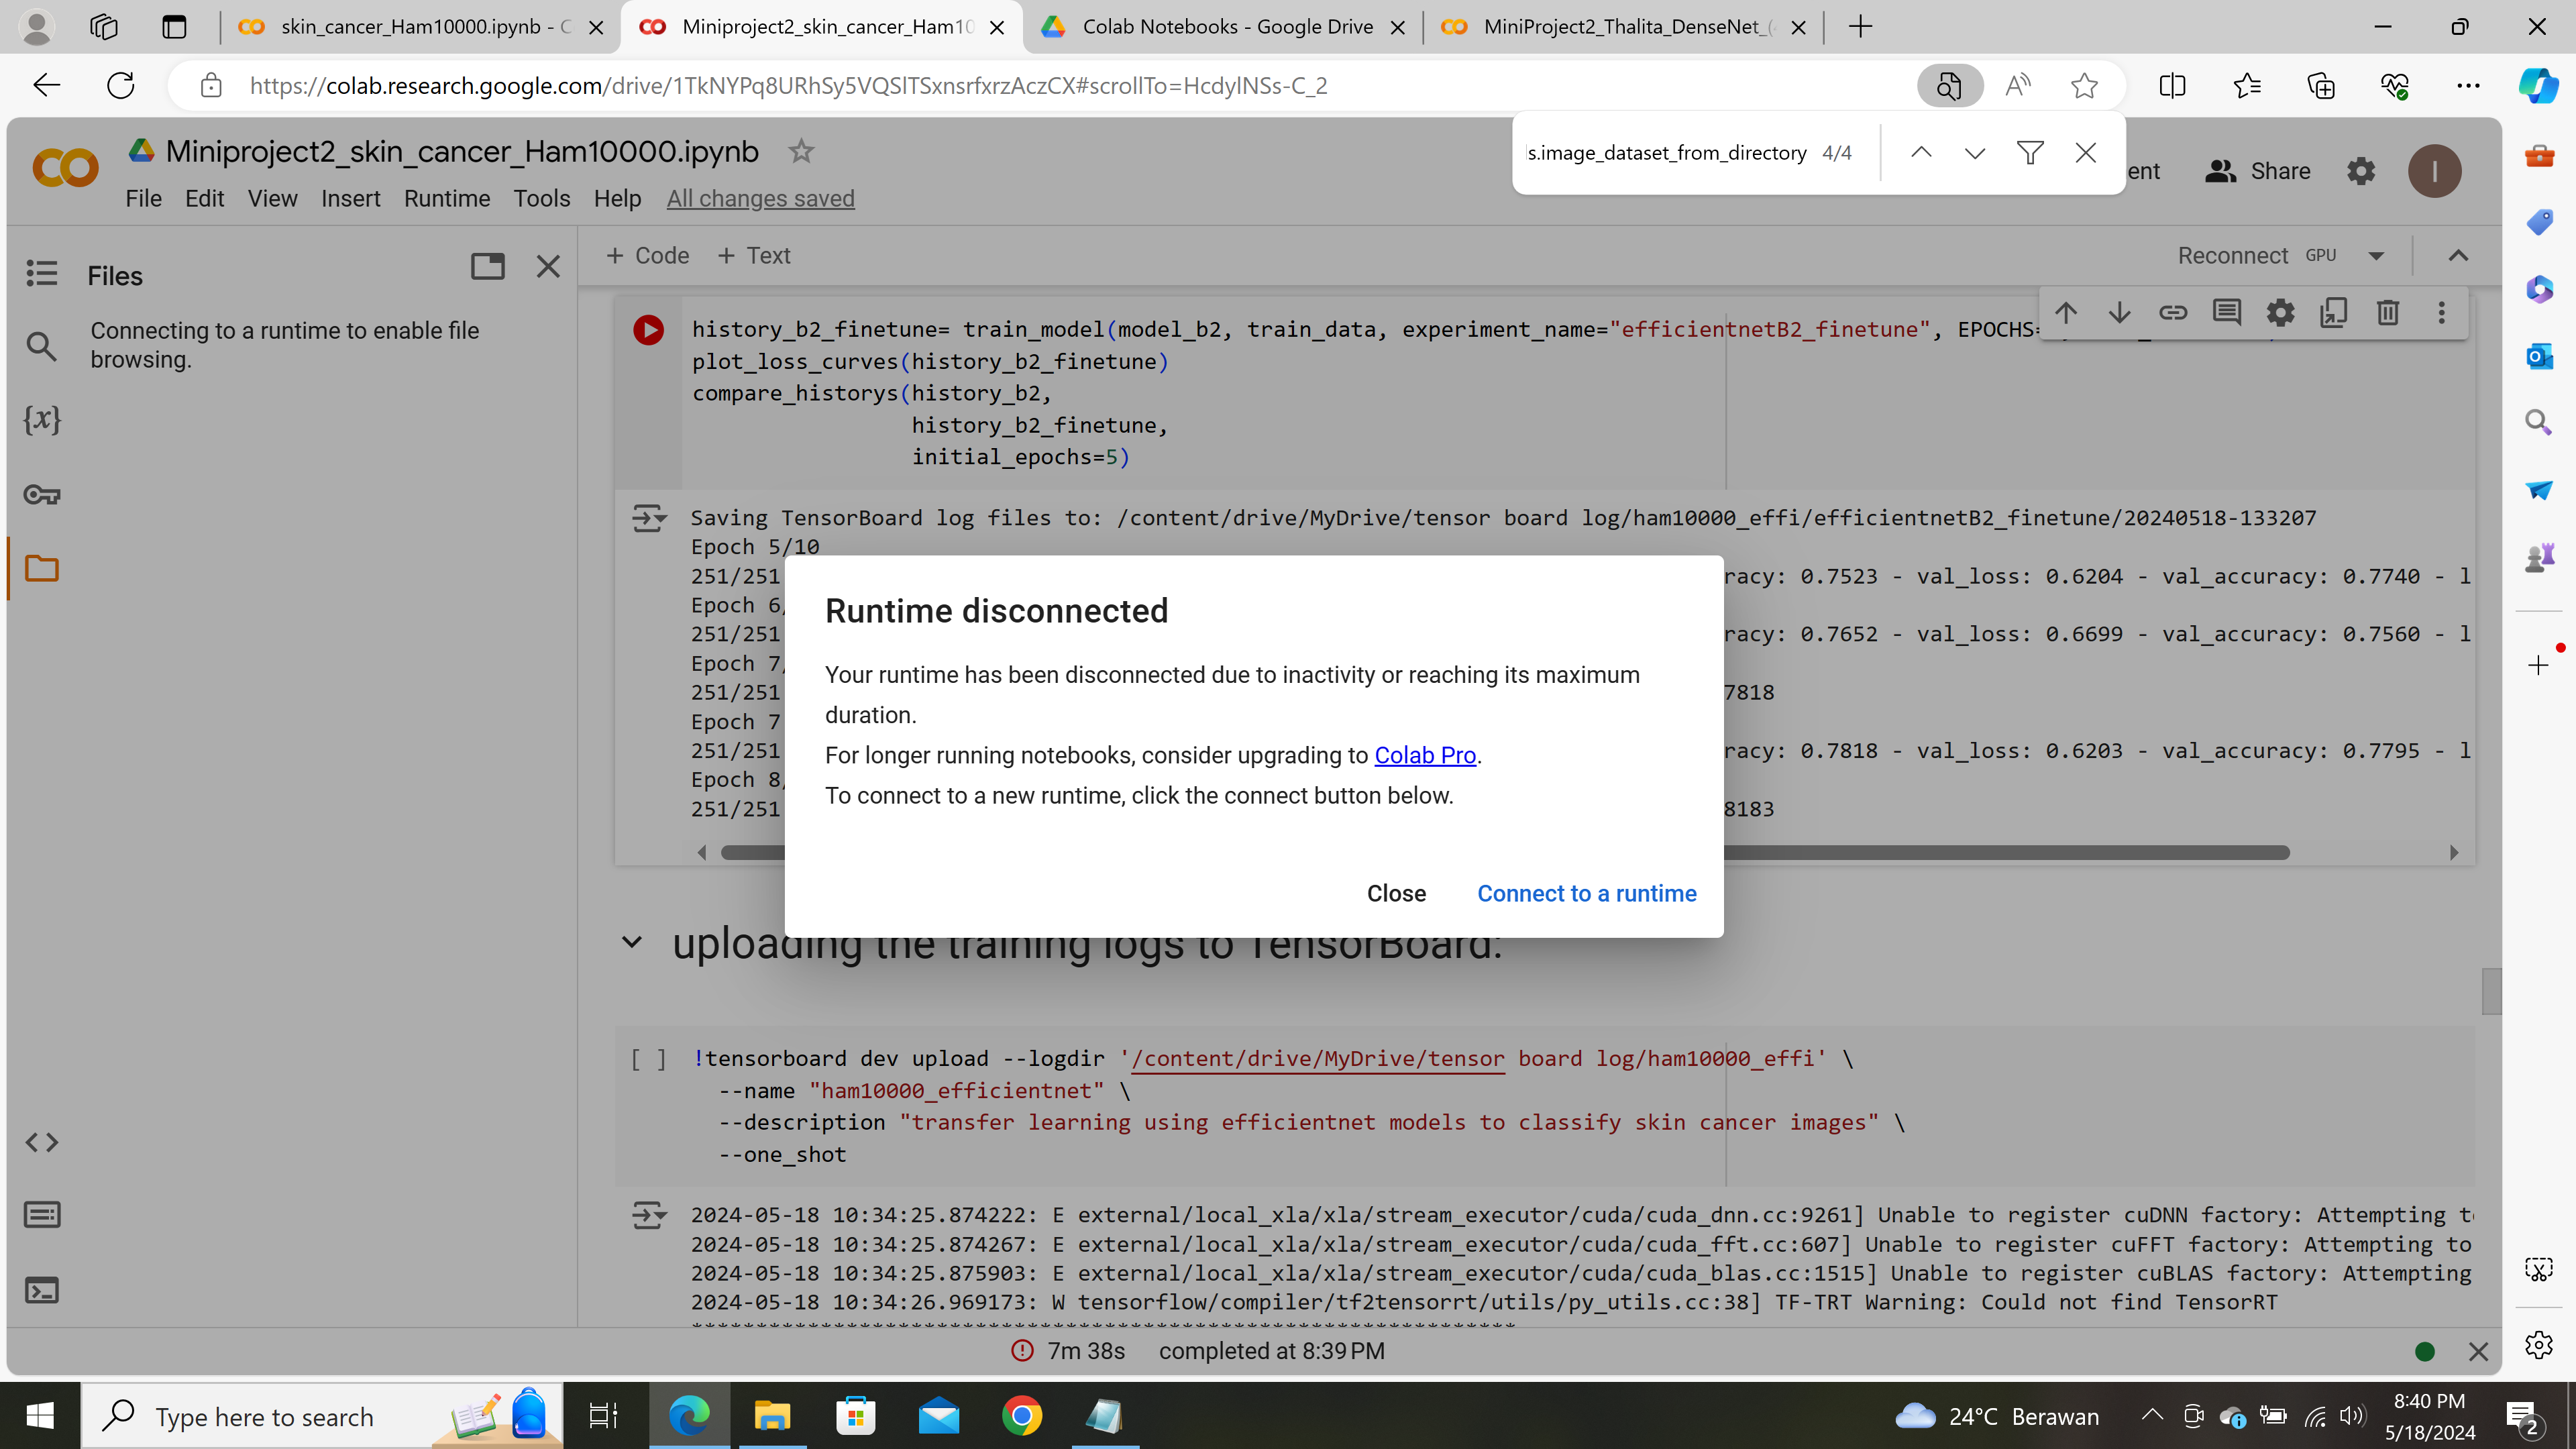 skin_cancer_Ham10000.ipynb - C
Miniproject2_skin_cancer_Ham10
Colab Notebooks - Google Drive
MiniProject2_Thalita_DenseNet_(
https://colab.research.google.com/drive/1TkNYPq8URhSy5VQSlTSxnsrfxrzAczCX#scrollTo=HcdylNSs-C_2
s.image_dataset_from_directory 4/4
Miniproject2_skin_cancer_Ham10000.ipynb
ent Share I
File Edit View Insert Runtime Tools Help All changes saved
Files
+ Code + Text Reconnect GPU
Connecting to a runtime to enable file
browsing.
{x}
history_b2_finetune= train_model(model_b2, train_data, experiment_name="efficientnetB2_finetune", EPOCHS=
plot_loss_curves(history_b2_finetune)
compare_historys(history_b2,
history_b2_finetune,
initial_epochs=5)
Saving TensorBoard log files to: /content/drive/MyDrive/tensor board log/ham10000_effi/efficientnetB2_finetune/20240518-133207
Epoch 5/10
251/251 racy: 0.7523 - val_loss: 0.6204 - val_accuracy: 0.7740 - l
Epoch 6/
251/251 racy: 0.7652 - val_loss: 0.6699 - val_accuracy: 0.7560 - l
Epoch 7/
251/251 7818
Epoch 7
251/251 racy: 0.7818 - val_loss: 0.6203 - val_accuracy: 0.7795 - l
Epoch 8/
251/251 8183
Runtime disconnected
Your runtime has been disconnected due to inactivity or reaching its maximum
duration.
For longer running notebooks, consider upgrading to Colab Pro.
To connect to a new runtime, click the connect button below.
Close Connect to a runtime
uploading the training logs to TensorBoard:
[ ] !tensorboard dev upload --logdir '/content/drive/MyDrive/tensor board log/ham10000_effi' \
--name "ham10000_efficientnet" \
--description "transfer learning using efficientnet models to classify skin cancer images" \
--one_shot
2024-05-18 10:34:25.874222: E external/local_xla/xla/stream_executor/cuda/cuda_dnn.cc:9261] Unable to register cuDNN factory: Attempting to
2024-05-18 10:34:25.874267: E external/local_xla/xla/stream_executor/cuda/cuda_fft.cc:607] Unable to register cuFFT factory: Attempting to
2024-05-18 10:34:25.875903: E external/local_xla/xla/stream_executor/cuda/cuda_blas.cc:1515] Unable to register cuBLAS factory: Attempting
2024-05-18 10:34:26.969173: W tensorflow/compiler/tf2tensorrt/utils/py_utils.cc:38] TF-TRT Warning: Could not find TensorRT
7m 38s completed at 8:39 PM
Type here to search
24°C Berawan
8:40 PM
5/18/2024
2